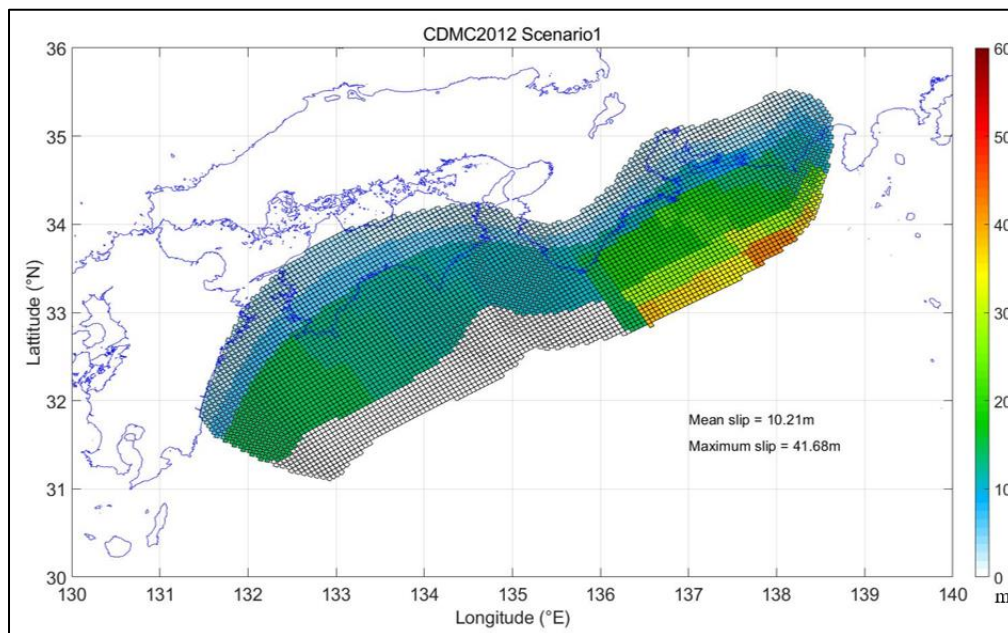 CDMC2012 Scenario1
36
35
34
33
32
31
30
Lattitude (°N)
130 131 132 133 134 135 136 137 138 139 140
Longitude (°E)
Mean slip = 10.21m
Maximum slip = 41.68m
60
50
40
30
20
10
0
m